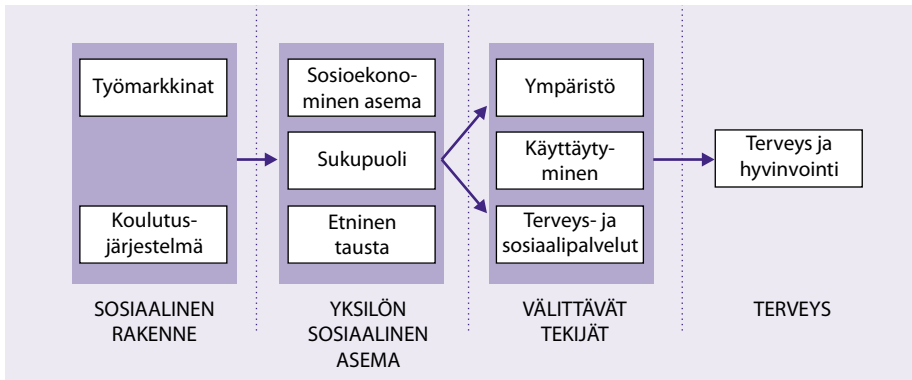 Työmarkkinat
Koulutus-
järjestelmä
SOSIAALINEN
RAKENNE
Sosioekono-
minen asema
Sukupuoli
Etninen
tausta
YKSILÖN
SOSIAALINEN
ASEMA
Ympäristö
Käyttäyty-
minen
Terveys- ja
sosiaalipalvelut
VÄLITTÄVÄT
TEKIJÄT
Terveys ja
hyvinvointi
TERVEYS